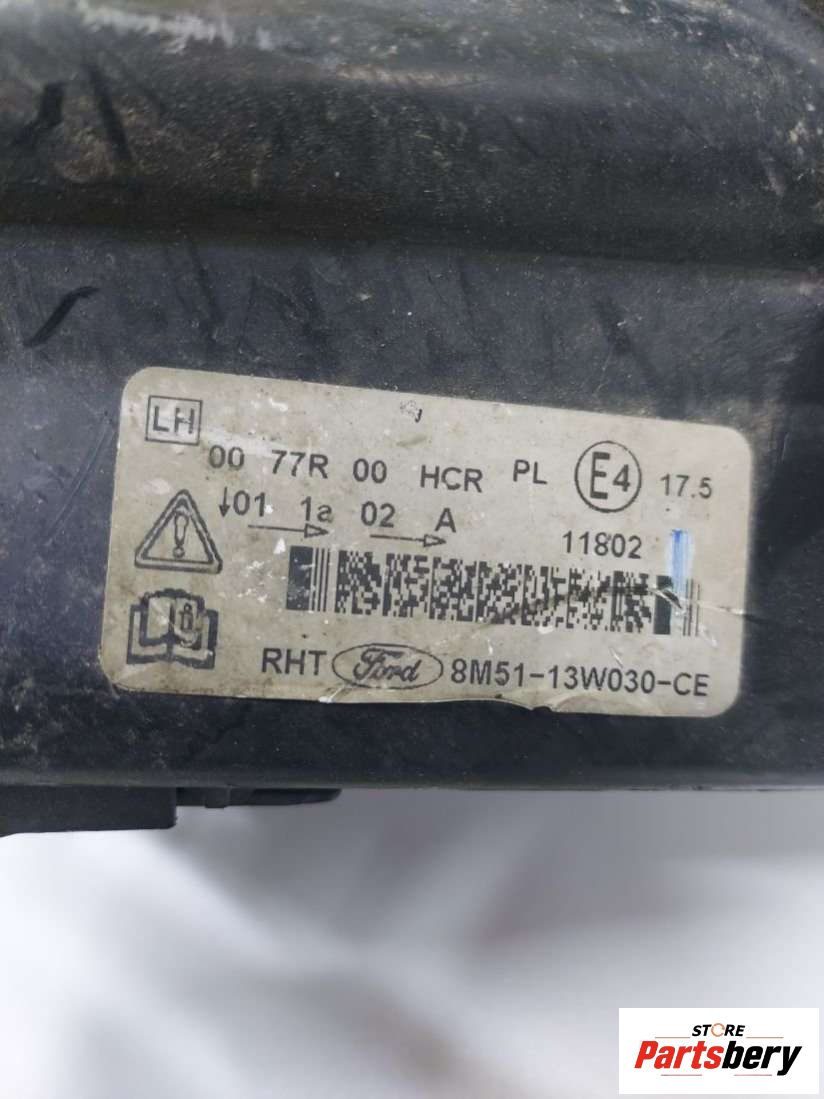 LH
00 77R 00 HCR PL E4 17.5
↓01 1a 02 A
11802
RHT Ford 8M51-13W030-CE
STORE
Partsbery